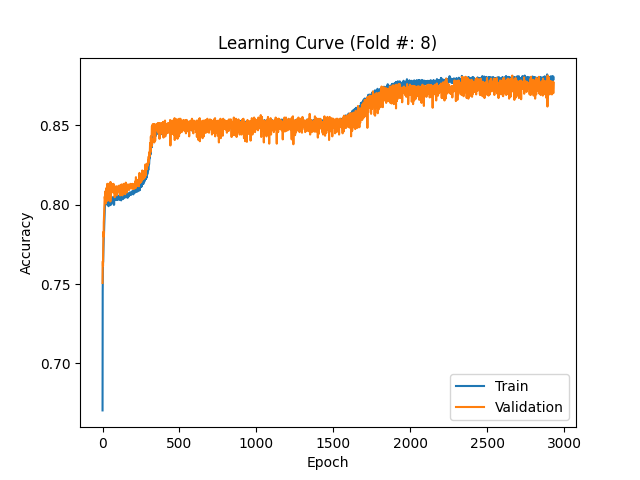 Learning Curve (Fold #: 8)
Accuracy
0.85
0.80
0.75
0.70
Train
Validation
0 500 1000 1500 2000 2500 3000
Epoch